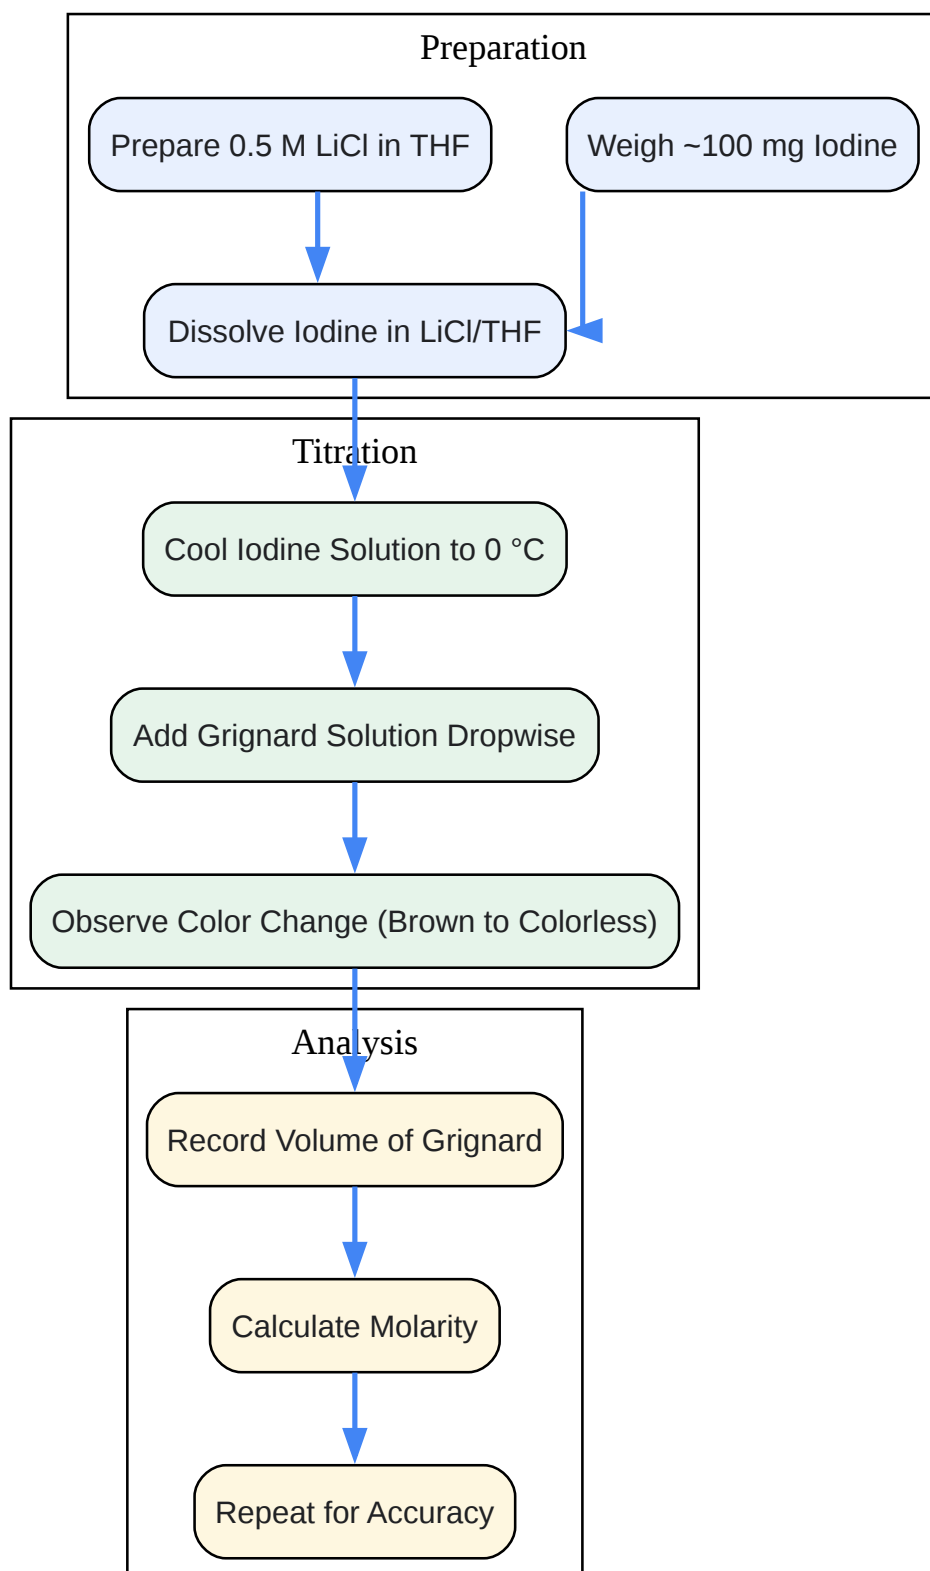 Preparation
Prepare 0.5 M LiCl in THF
Weigh ~100 mg Iodine
Dissolve Iodine in LiCl/THF
Titration
Cool Iodine Solution to 0 °C
Add Grignard Solution Dropwise
Observe Color Change (Brown to Colorless)
Analysis
Record Volume of Grignard
Calculate Molarity
Repeat for Accuracy